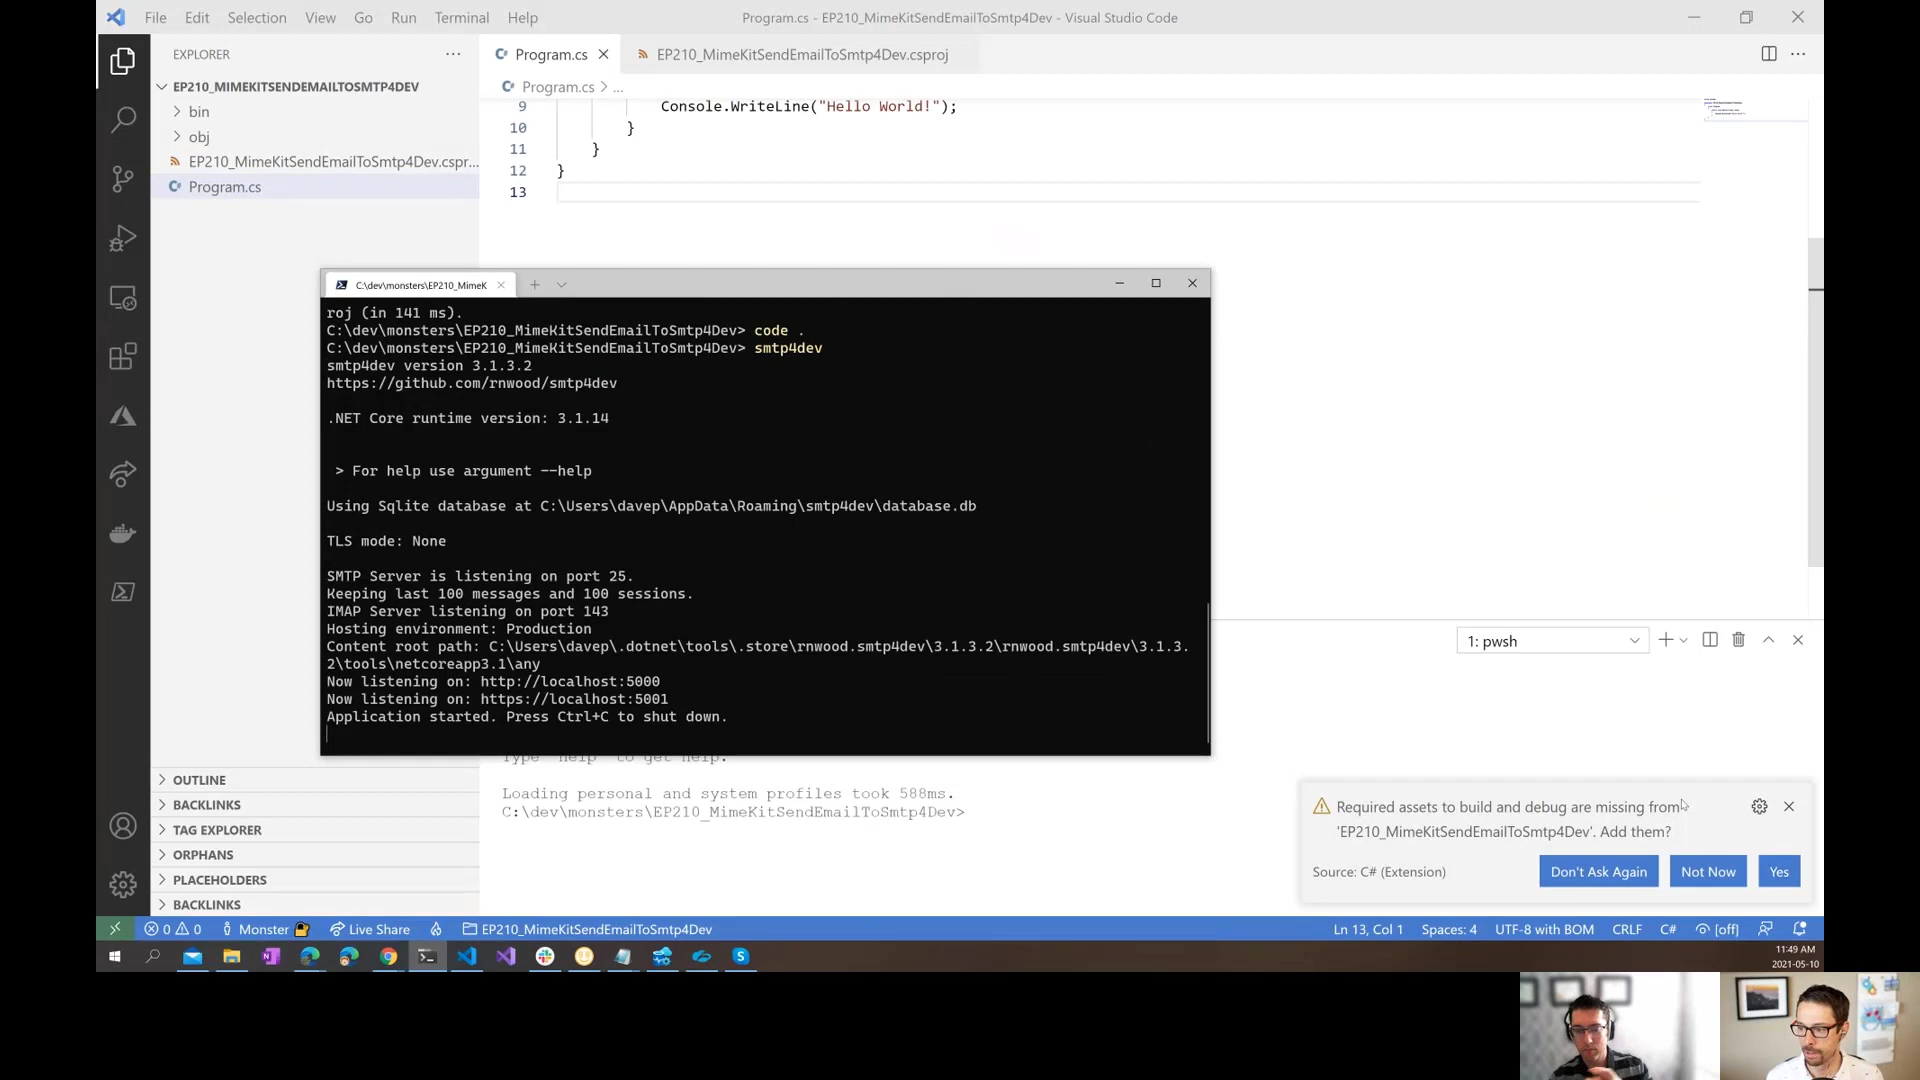 File Edit Selection View Go Run Terminal Help
Program.cs - EP210_MimeKitSendEmailToSmtp4Dev - Visual Studio Code
EXPLORER
EP210_MIMEKITSENDEMAILTOSMTP4DEV
bin
obj
EP210_MimeKitSendEmailToSmtp4Dev.cspr...
Program.cs
Program.cs
EP210_MimeKitSendEmailToSmtp4Dev.csproj
Program.cs > ...
9 Console.WriteLine("Hello World!");
10 }
11 }
12 }
13
C:\dev\monsters\EP210_MimeK
roj (in 141 ms).
C:\dev\monsters\EP210_MimeKitSendEmailToSmtp4Dev> code .
C:\dev\monsters\EP210_MimeKitSendEmailToSmtp4Dev> smtp4dev
smtp4dev version 3.1.3.2
https://github.com/rnwood/smtp4dev
.NET Core runtime version: 3.1.14
> For help use argument --help
Using Sqlite database at C:\Users\davep\AppData\Roaming\smtp4dev\database.db
TLS mode: None
SMTP Server is listening on port 25.
Keeping last 100 messages and 100 sessions.
IMAP Server listening on port 143
Hosting environment: Production
Content root path: C:\Users\davep\.dotnet\tools\.store\rnwood.smtp4dev\3.1.3.2\rnwood.smtp4dev\3.1.3.
2\tools\netcoreapp3.1\any
Now listening on: http://localhost:5000
Now listening on: https://localhost:5001
Application started. Press Ctrl+C to shut down.
1: pwsh
Type 'help' to get help.
Loading personal and system profiles took 588ms.
C:\dev\monsters\EP210_MimeKitSendEmailToSmtp4Dev>
OUTLINE
BACKLINKS
TAG EXPLORER
ORPHANS
PLACEHOLDERS
BACKLINKS
Required assets to build and debug are missing from
'EP210_MimeKitSendEmailToSmtp4Dev'. Add them?
Source: C# (Extension)
Don't Ask Again
Not Now
Yes
0 0 Monster Live Share EP210_MimeKitSendEmailToSmtp4Dev
Ln 13, Col 1 Spaces: 4 UTF-8 with BOM CRLF C# [off]
11:49 AM
2021-05-10